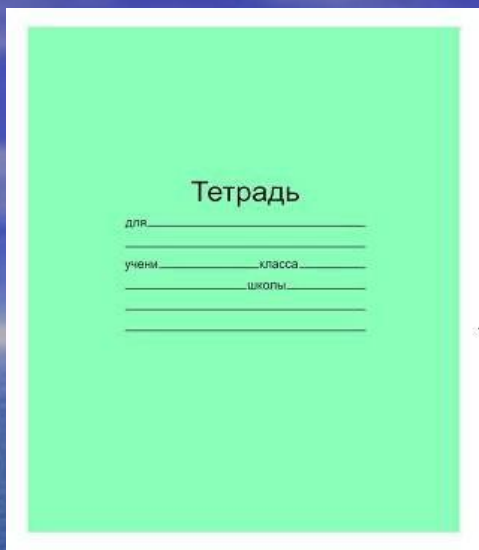 Тетрадь
для
учени класса
школы